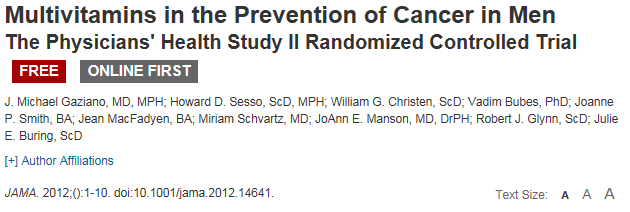 Multivitamins in the Prevention of Cancer in Men
The Physicians' Health Study II Randomized Controlled Trial
FREE ONLINE FIRST
J. Michael Gaziano, MD, MPH; Howard D. Sesso, ScD, MPH; William G. Christen, ScD; Vadim Bubes, PhD; Joanne
P. Smith, BA; Jean MacFadyen, BA; Miriam Schvartz, MD; JoAnn E. Manson, MD, DrPH; Robert J. Glynn, ScD; Julie
E. Buring, ScD
[+] Author Affiliations
JAMA. 2012;():1-10. doi:10.1001/jama.2012.14641. Text Size: A A A